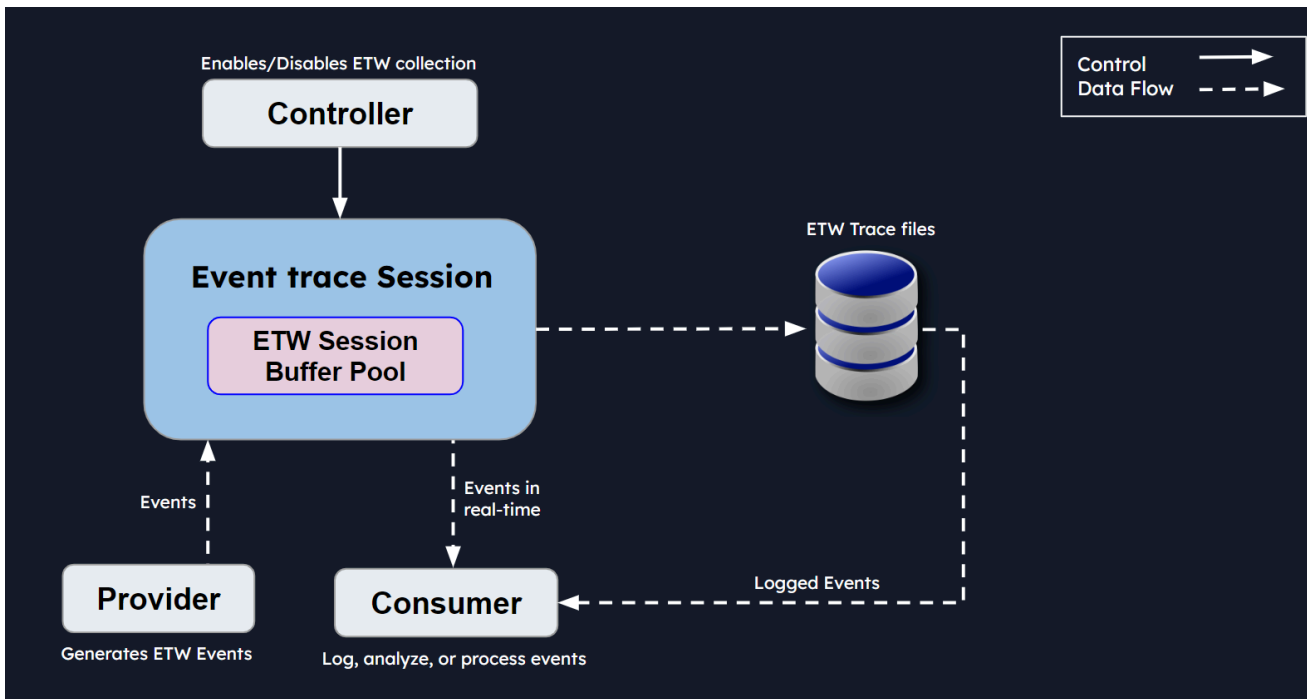 Enables/Disables ETW collection
Controller
Control
Data Flow
Event trace Session
ETW Session
Buffer Pool
ETW Trace files
Events
Events in
real-time
Provider
Generates ETW Events
Consumer
Log, analyze, or process events
Logged Events